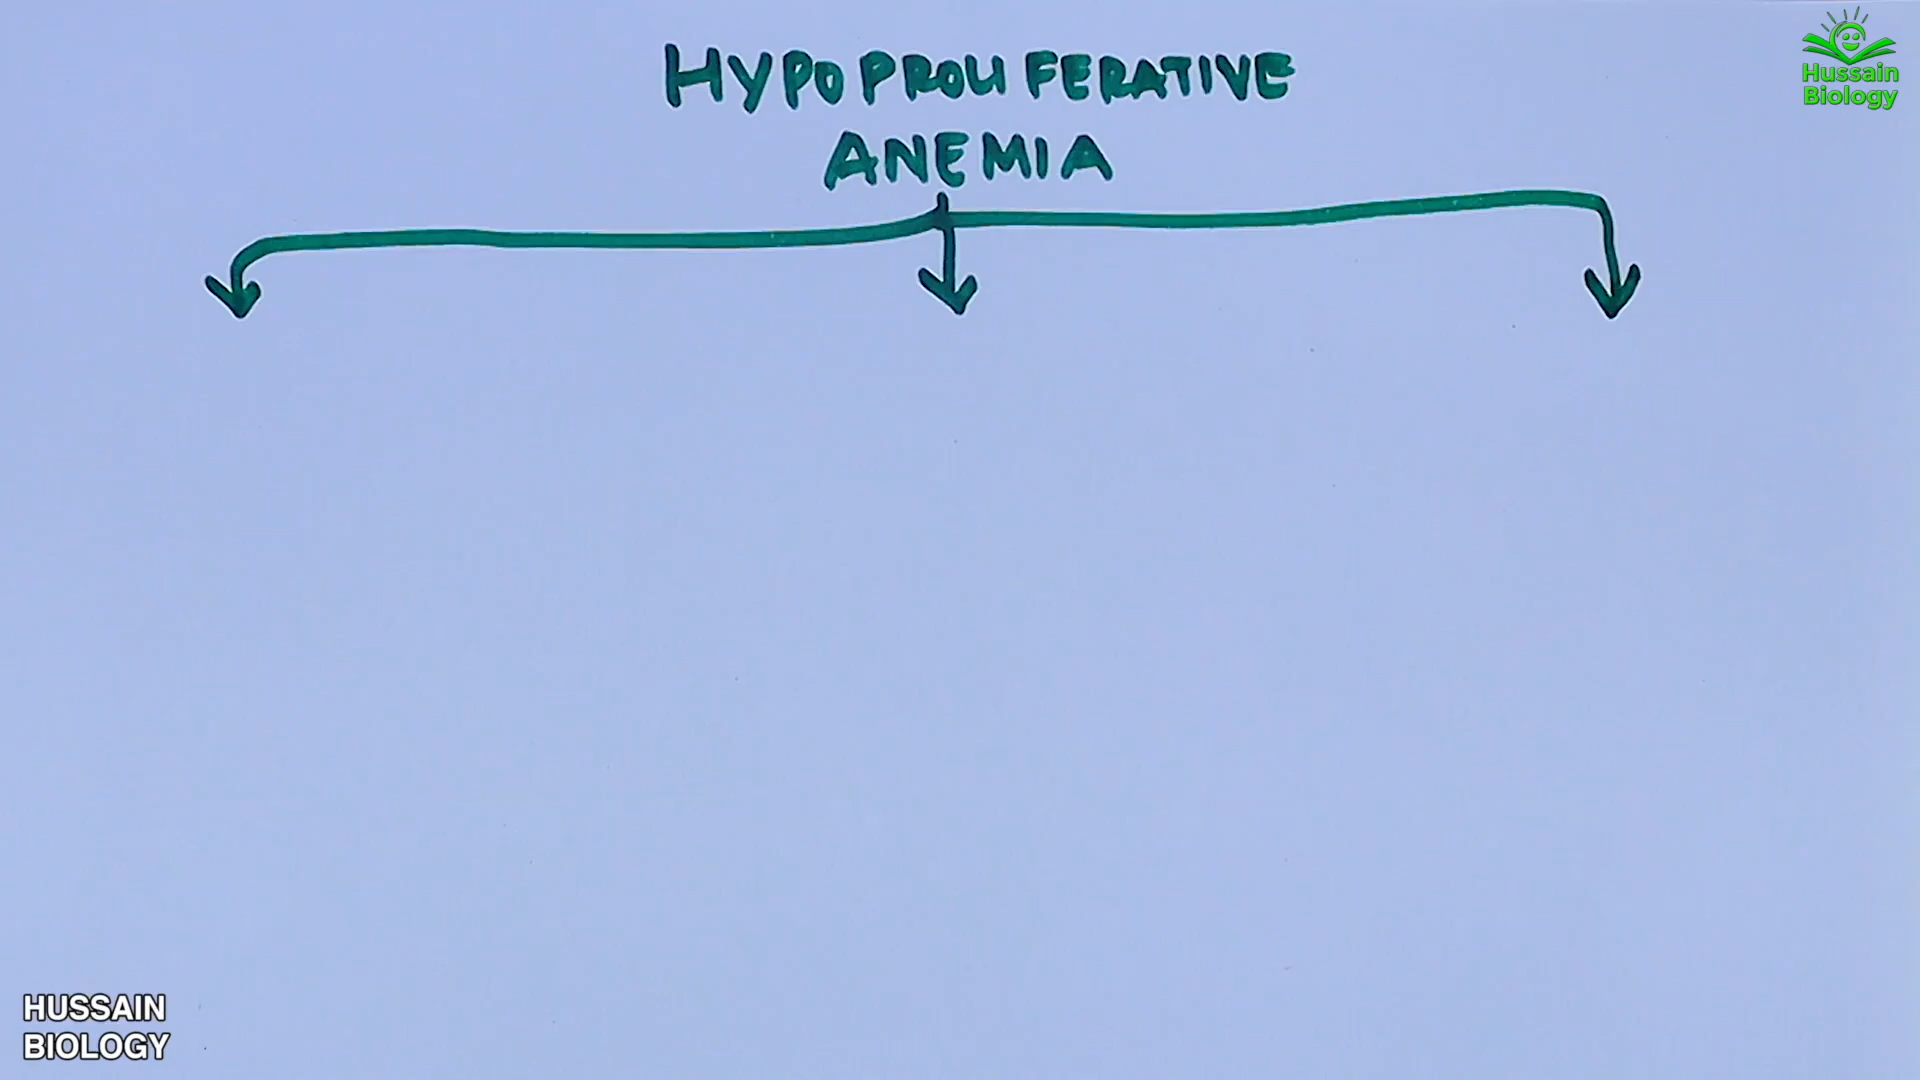 HYPOPROLIFERATIVE
ANEMIA
Hussain
Biology
HUSSAIN
BIOLOGY